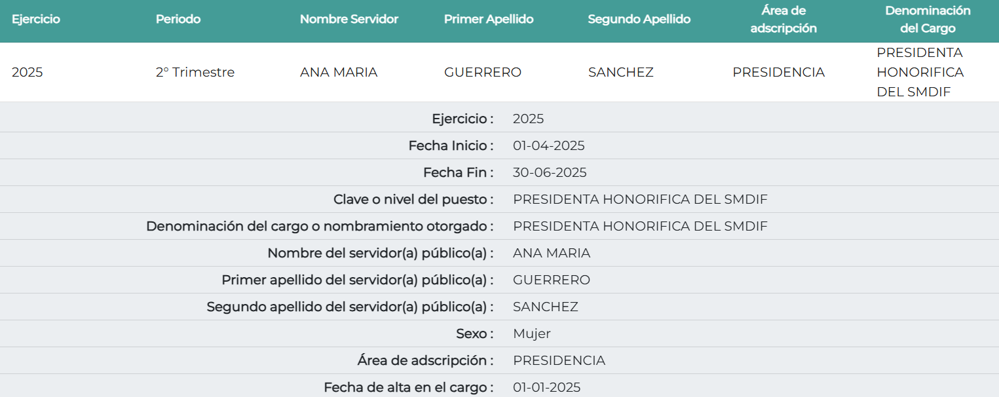 Ejercicio Periodo Nombre Servidor Primer Apellido Segundo Apellido Área de adscripción Denominación del Cargo
2025 2° Trimestre ANA MARIA GUERRERO SANCHEZ PRESIDENCIA PRESIDENTA HONORIFICA DEL SMDIF
Ejercicio : 2025
Fecha Inicio : 01-04-2025
Fecha Fin : 30-06-2025
Clave o nivel del puesto : PRESIDENTA HONORIFICA DEL SMDIF
Denominación del cargo o nombramiento otorgado : PRESIDENTA HONORIFICA DEL SMDIF
Nombre del servidor(a) público(a) : ANA MARIA
Primer apellido del servidor(a) público(a) : GUERRERO
Segundo apellido del servidor(a) público(a) : SANCHEZ
Sexo : Mujer
Área de adscripción : PRESIDENCIA
Fecha de alta en el cargo : 01-01-2025